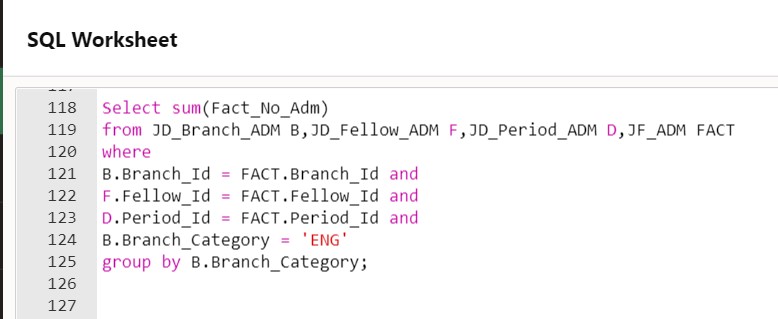 SQL Worksheet
118 Select sum(Fact_No_Adm)
119 from JD_Branch_ADM B,JD_Fellow_ADM F,JD_Period_ADM D,JF_ADM FACT
120 where
121 B.Branch_Id = FACT.Branch_Id and
122 F.Fellow_Id = FACT.Fellow_Id and
123 D.Period_Id = FACT.Period_Id and
124 B.Branch_Category = 'ENG'
125 group by B.Branch_Category;
126
127